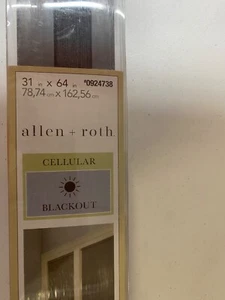 31 in x 64 in #0924738
78,74 cm x 162,56 cm
allen + roth
CELLULAR
BLACKOUT